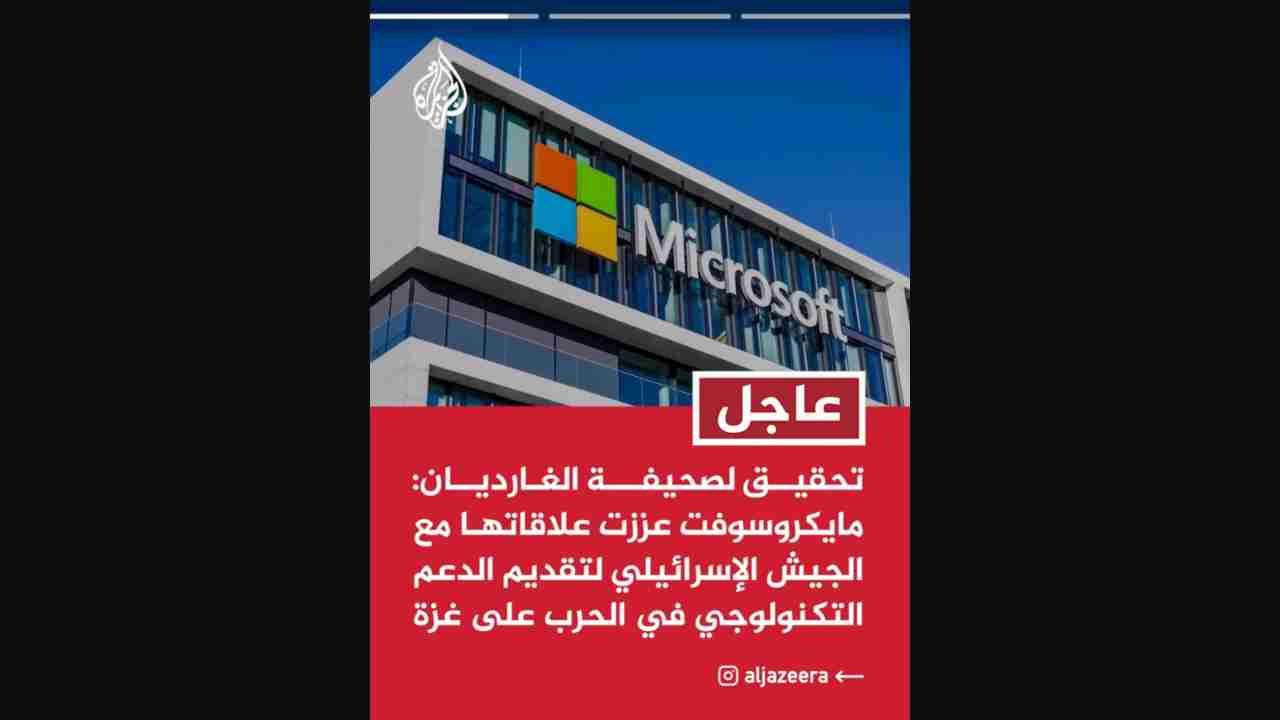 الجزيرة
Microsoft
عاجل
تحقيق لصحيفة الغارديان:
مايكروسوفت عززت علاقاتها مع
الجيش الإسرائيلي لتقديم الدعم
التكنولوجي في الحرب على غزة
aljazeera